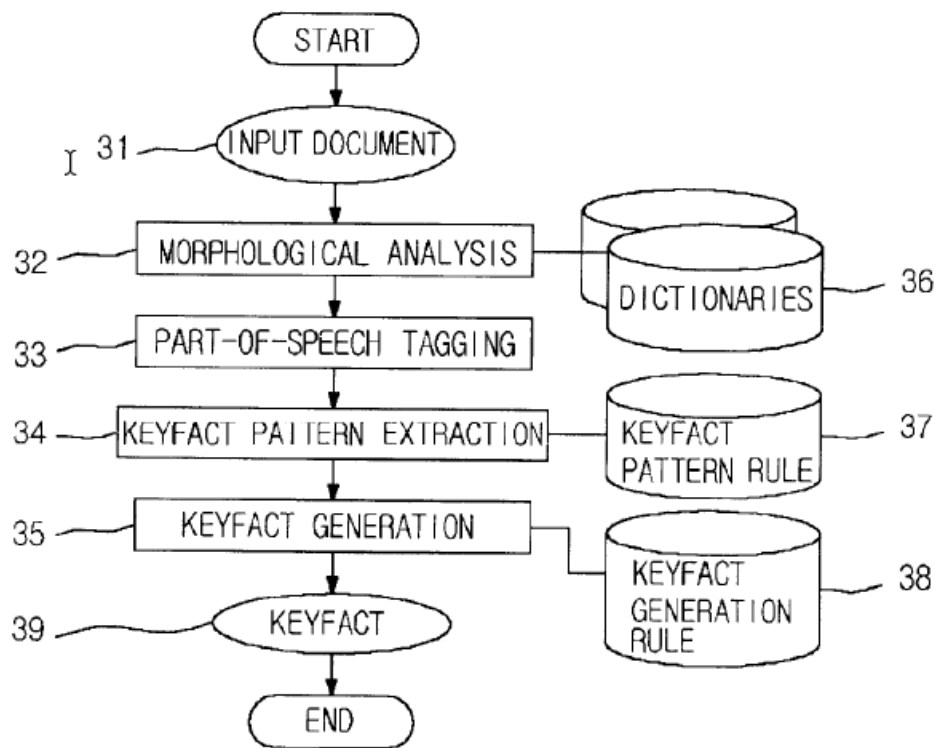 START
31
INPUT DOCUMENT
32
MORPHOLOGICAL ANALYSIS
DICTIONARIES
36
33
PART-OF-SPEECH TAGGING
34
KEYFACT PATTERN EXTRACTION
KEYFACT
PATTERN RULE
37
35
KEYFACT GENERATION
KEYFACT
GENERATION
RULE
38
39
KEYFACT
END